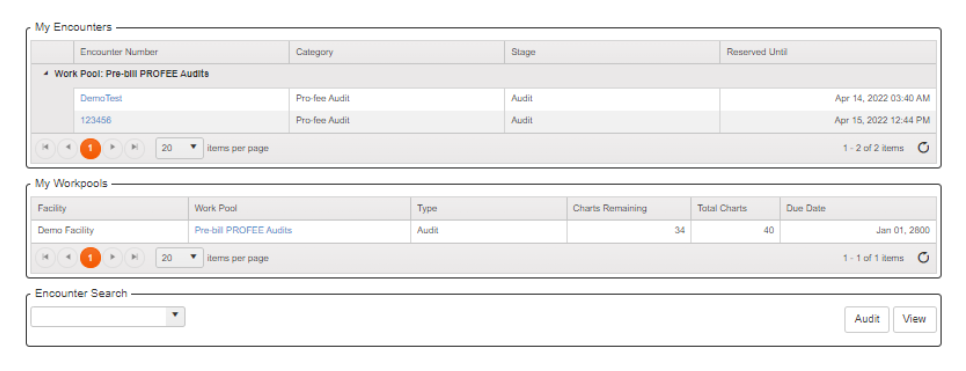 My Encounters
Encounter Number Category Stage Reserved Until
Work Pool: Pre-bill PROFEE Audits
DemoTest Pro-fee Audit Audit Apr 14, 2022 03:40 AM
123456 Pro-fee Audit Audit Apr 15, 2022 12:44 PM
1 20 items per page 1 - 2 of 2 items
My Workpools
Facility Work Pool Type Charts Remaining Total Charts Due Date
Demo Facility Pre-bill PROFEE Audits Audit 34 40 Jan 01, 2800
1 20 items per page 1 - 1 of 1 items
Encounter Search
Audit View